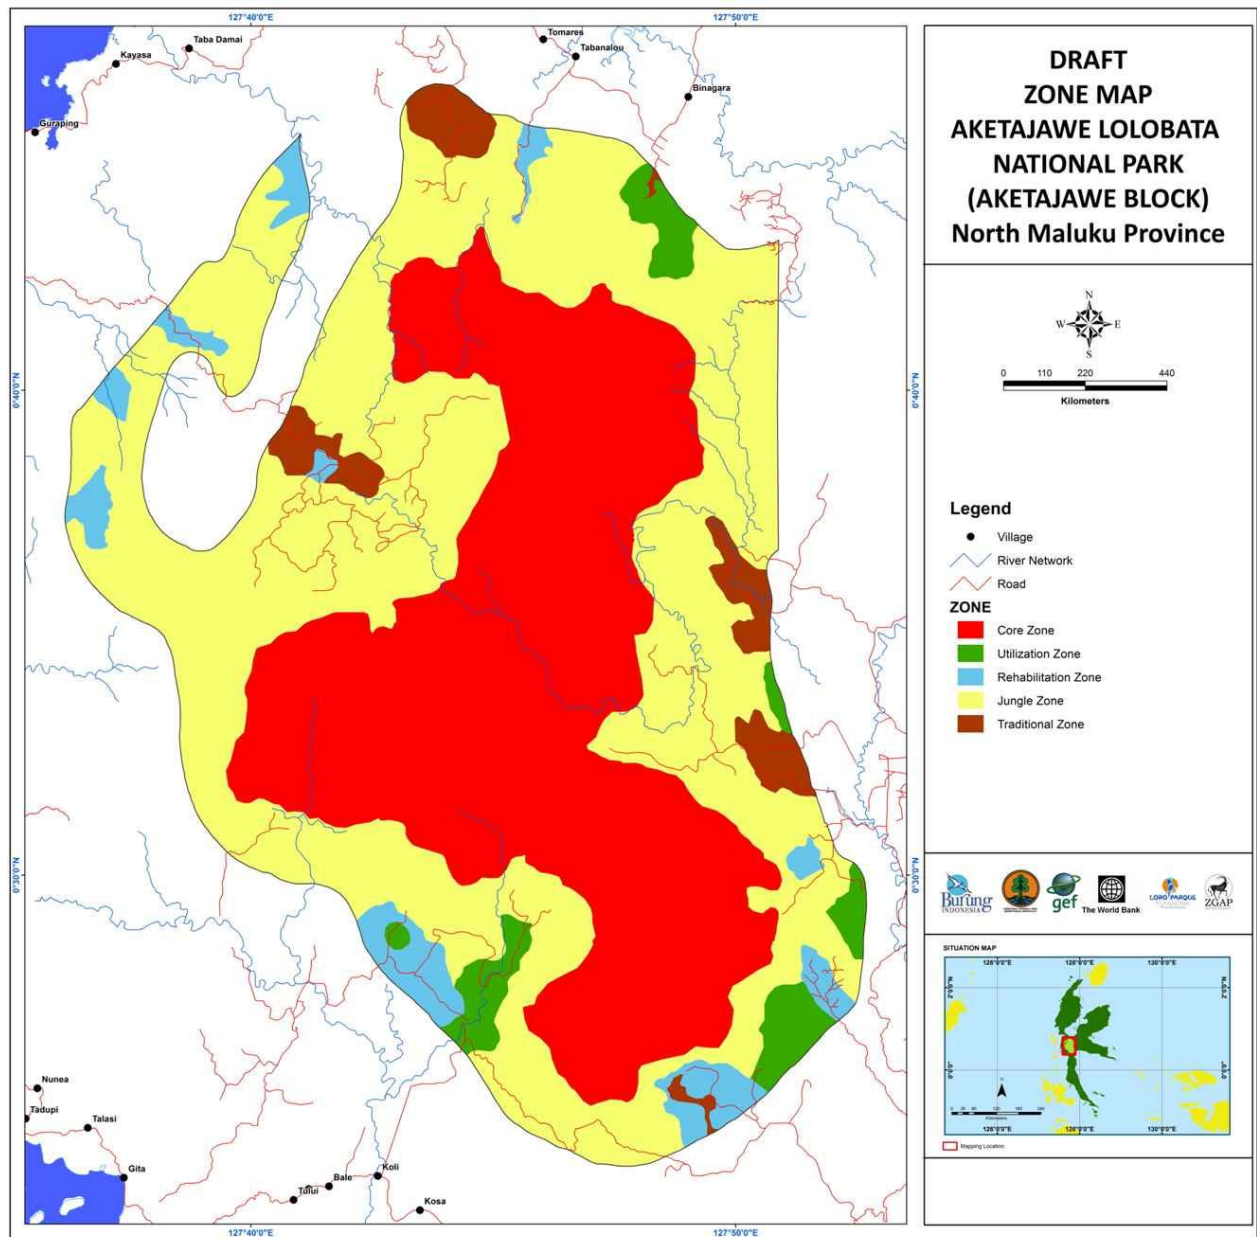 127°40'0"E
127°50'0"E
Taba Damai
Kayasa
Guraping
Tomares
Tabanalou
Binagara
0°40'0"N
0°40'0"N
0°30'0"N
0°30'0"N
Nunea
Tadupi
Talasi
Gita
Tului
Bale
Koli
Kosa
127°40'0"E
127°50'0"E
DRAFT
ZONE MAP
AKETAJAWE LOLOBATA
NATIONAL PARK
(AKETAJAWE BLOCK)
North Maluku Province
N
W
E
S
0 110 220 440
Kilometers
Legend
Village
River Network
Road
ZONE
Core Zone
Utilization Zone
Rehabilitation Zone
Jungle Zone
Traditional Zone
Burung
INDONESIA
gef
The World Bank
LORO PARQUE
ZGAP
SITUATION MAP
126°0'0"E
128°0'0"E
130°0'0"E
2°0'0"N
2°0'0"N
0°0'0"
0°0'0"
126°0'0"E
128°0'0"E
130°0'0"E
Kilometers
Mapping Location